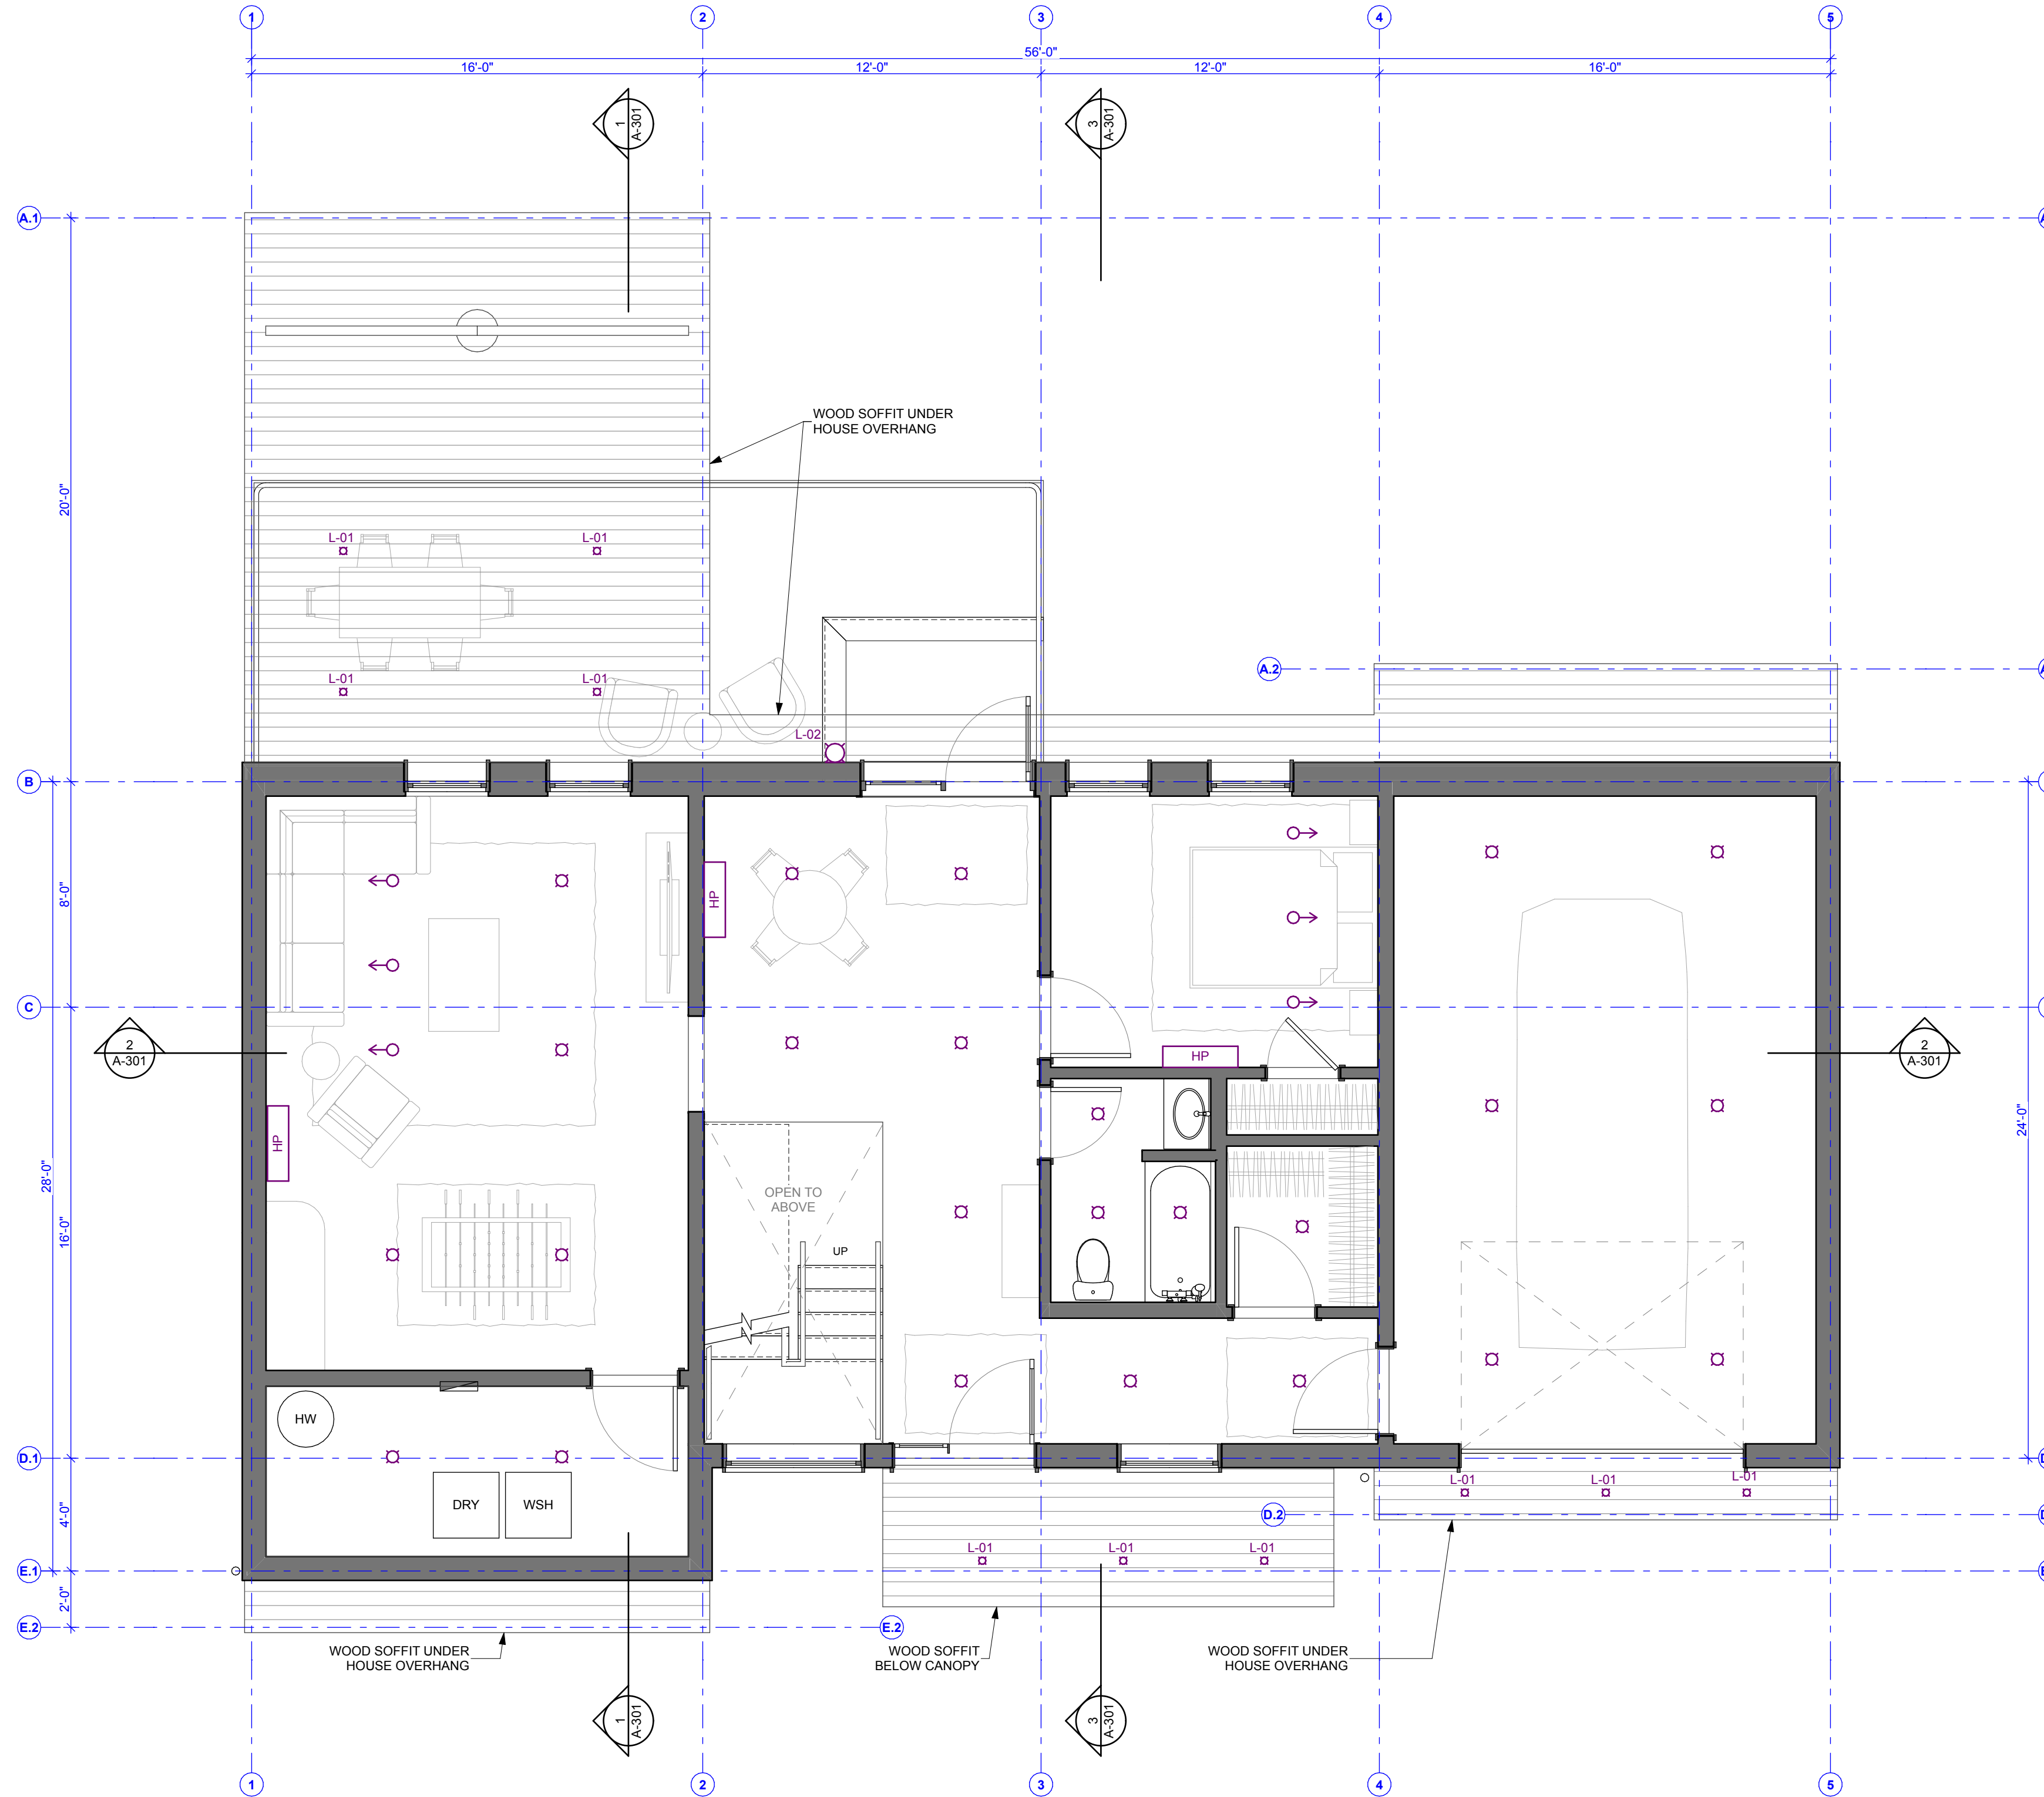 1
2
3
4
5
56'-0"
16'-0"
12'-0"
12'-0"
16'-0"
1
A-301
3
A-301
A.1
WOOD SOFFIT UNDER
HOUSE OVERHANG
20'-0"
L-01
L-01
L-01
L-01
A.2
L-02
B
HP
8'-0"
C
2
A-301
HP
2
A-301
HP
24'-0"
28'-0"
16'-0"
OPEN TO
ABOVE
UP
HW
D.1
DRY
WSH
L-01
L-01
L-01
4'-0"
D.2
L-01
L-01
L-01
E.1
2'-0"
E.2
E.2
WOOD SOFFIT UNDER
HOUSE OVERHANG
WOOD SOFFIT
BELOW CANOPY
WOOD SOFFIT UNDER
HOUSE OVERHANG
1
A-301
3
A-301
1
2
3
4
5